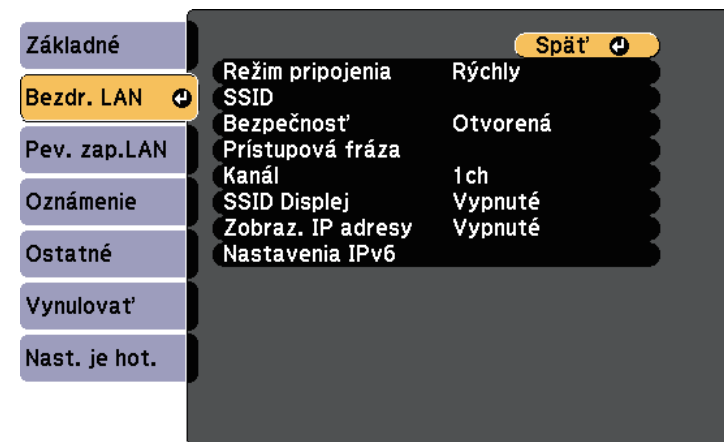 Základné
Bezdr. LAN
Pev. zap.LAN
Oznámenie
Ostatné
Vynulovať
Nast. je hot.
Späť
Režim pripojenia Rýchly
SSID
Bezpečnosť Otvorená
Prístupová fráza
Kanál 1ch
SSID Displej Vypnuté
Zobraz. IP adresy Vypnuté
Nastavenia IPv6